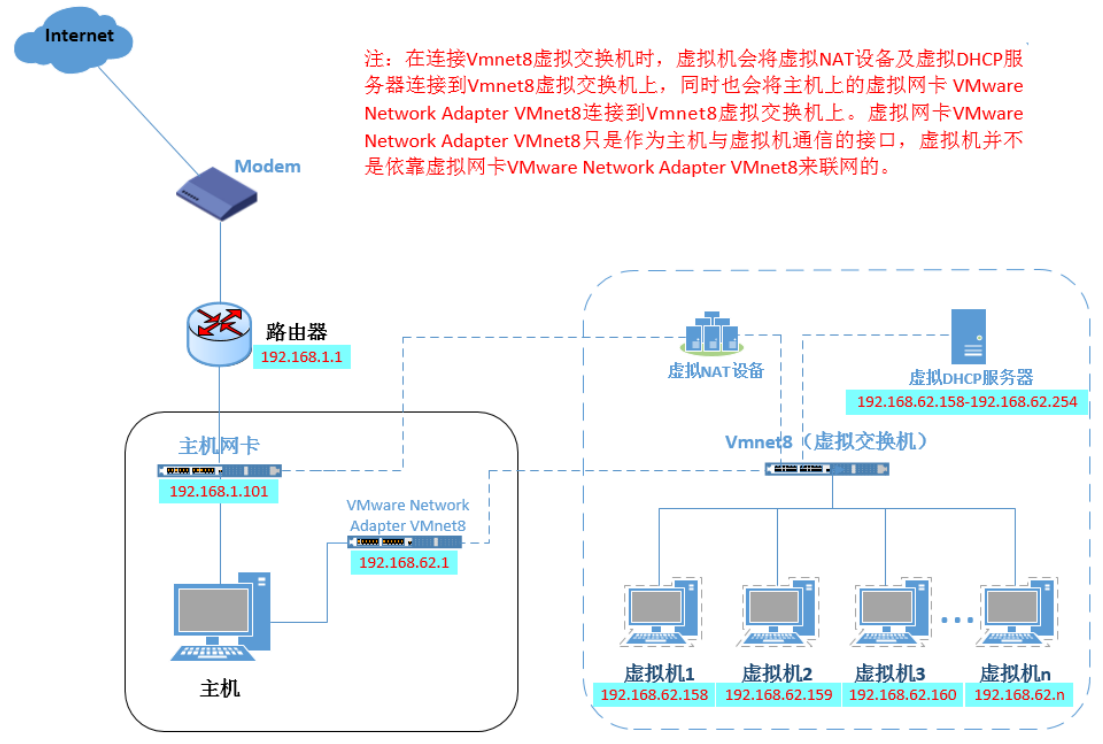 Internet
注：在连接Vmnet8虚拟交换机时，虚拟机会将虚拟NAT设备及虚拟DHCP服
务器连接到Vmnet8虚拟交换机上，同时也会将主机上的虚拟网卡 VMware
Network Adapter VMnet8连接到Vmnet8虚拟交换机上。虚拟网卡VMware
Network Adapter VMnet8只是作为主机与虚拟机通信的接口，虚拟机并不
是依靠虚拟网卡VMware Network Adapter VMnet8来联网的。
Modem
路由器
192.168.1.1
虚拟NAT设备
虚拟DHCP服务器
192.168.62.158-192.168.62.254
主机网卡
192.168.1.101
Vmnet8（虚拟交换机）
VMware Network
Adapter VMnet8
192.168.62.1
主机
虚拟机1
192.168.62.158
虚拟机2
192.168.62.159
虚拟机3
192.168.62.160
虚拟机n
192.168.62.n